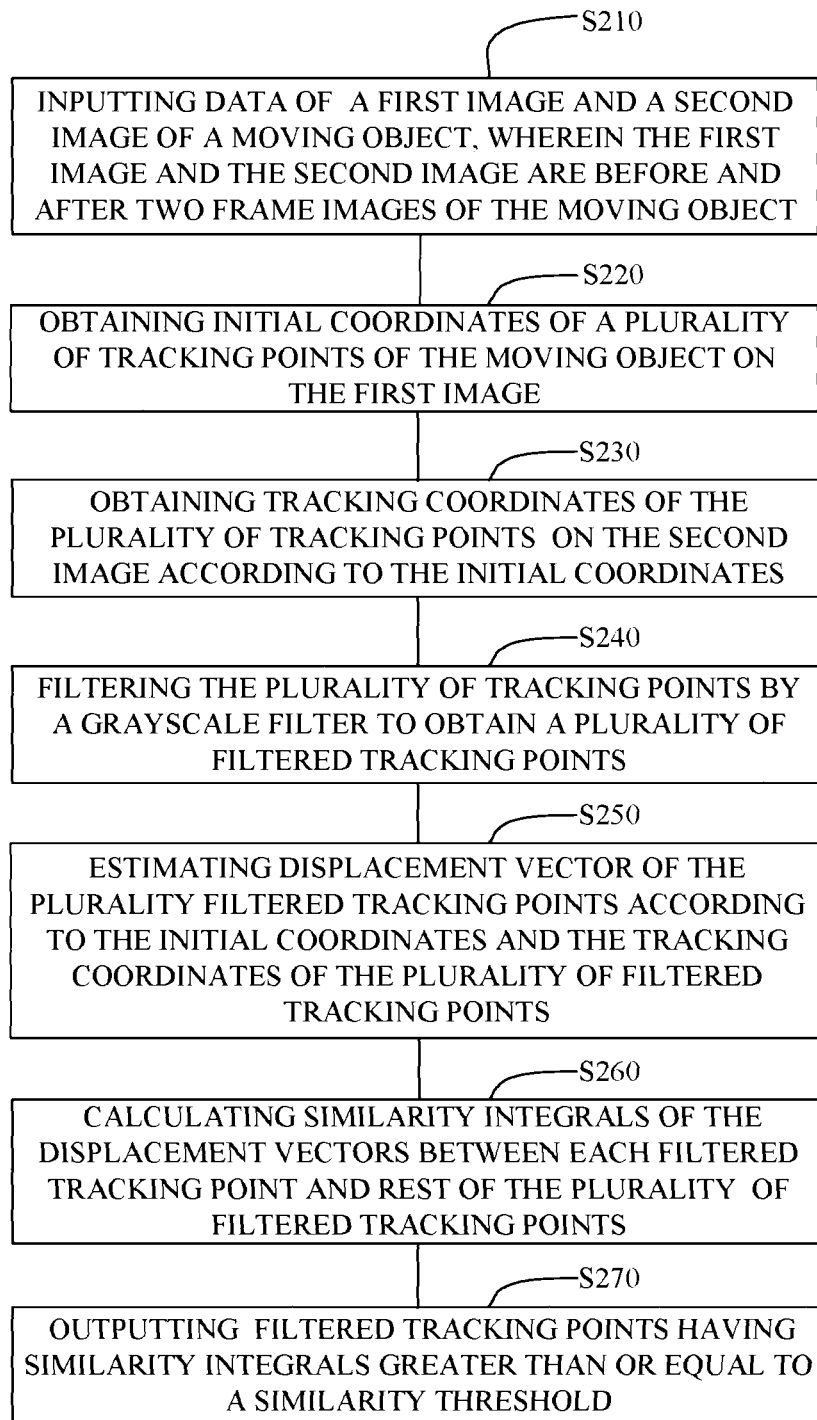 S210
INPUTTING DATA OF A FIRST IMAGE AND A SECOND
IMAGE OF A MOVING OBJECT, WHEREIN THE FIRST
IMAGE AND THE SECOND IMAGE ARE BEFORE AND
AFTER TWO FRAME IMAGES OF THE MOVING OBJECT
S220
OBTAINING INITIAL COORDINATES OF A PLURALITY
OF TRACKING POINTS OF THE MOVING OBJECT ON
THE FIRST IMAGE
S230
OBTAINING TRACKING COORDINATES OF THE
PLURALITY OF TRACKING POINTS ON THE SECOND
IMAGE ACCORDING TO THE INITIAL COORDINATES
S240
FILTERING THE PLURALITY OF TRACKING POINTS BY
A GRAYSCALE FILTER TO OBTAIN A PLURALITY OF
FILTERED TRACKING POINTS
S250
ESTIMATING DISPLACEMENT VECTOR OF THE
PLURALITY FILTERED TRACKING POINTS ACCORDING
TO THE INITIAL COORDINATES AND THE TRACKING
COORDINATES OF THE PLURALITY OF FILTERED
TRACKING POINTS
S260
CALCULATING SIMILARITY INTEGRALS OF THE
DISPLACEMENT VECTORS BETWEEN EACH FILTERED
TRACKING POINT AND REST OF THE PLURALITY OF
FILTERED TRACKING POINTS
S270
OUTPUTTING FILTERED TRACKING POINTS HAVING
SIMILARITY INTEGRALS GREATER THAN OR EQUAL TO
A SIMILARITY THRESHOLD